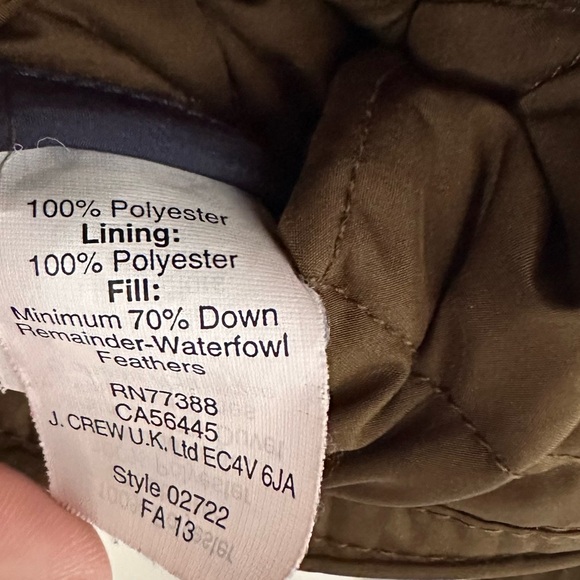 100% Polyester
Lining:
100% Polyester
Fill:
Minimum 70% Down
Remainder-Waterfowl
Feathers
RN77388
CA56445
J. CREW U.K. Ltd EC4V 6JA
Style 02722
FA 13